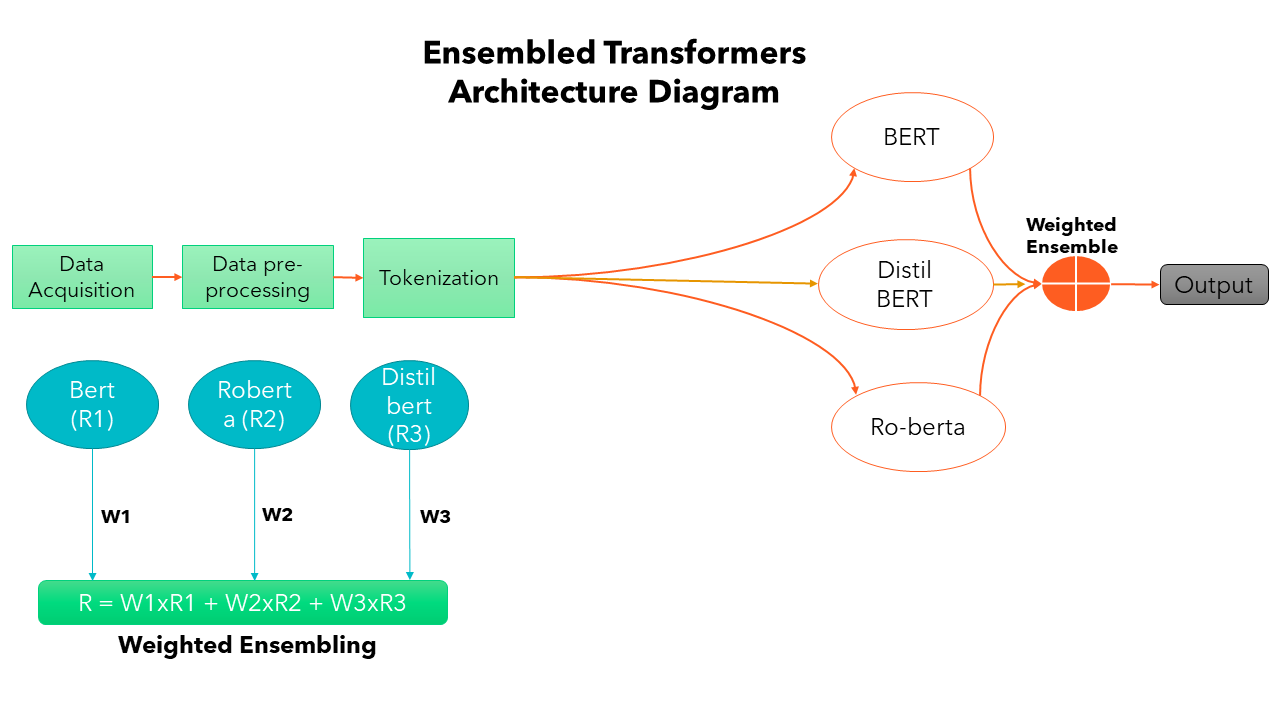 Ensembled Transformers
Architecture Diagram
BERT
Weighted
Ensemble
Data
Acquisition
Data pre-
processing
Tokenization
Distil
BERT
Output
Ro-berta
Bert
(R1)
Robert
a (R2)
Distil
bert
(R3)
W1
W2
W3
R = W1xR1 + W2xR2 + W3xR3
Weighted Ensembling